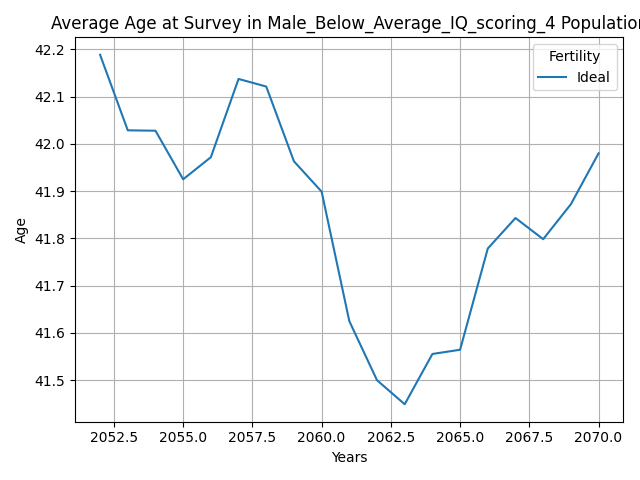 Average Age at Survey in Male_Below_Average_IQ_scoring_4 Population
Fertility
Ideal
42.2
42.1
42.0
41.9
41.8
41.7
41.6
41.5
Age
2052.5 2055.0 2057.5 2060.0 2062.5 2065.0 2067.5 2070.0
Years